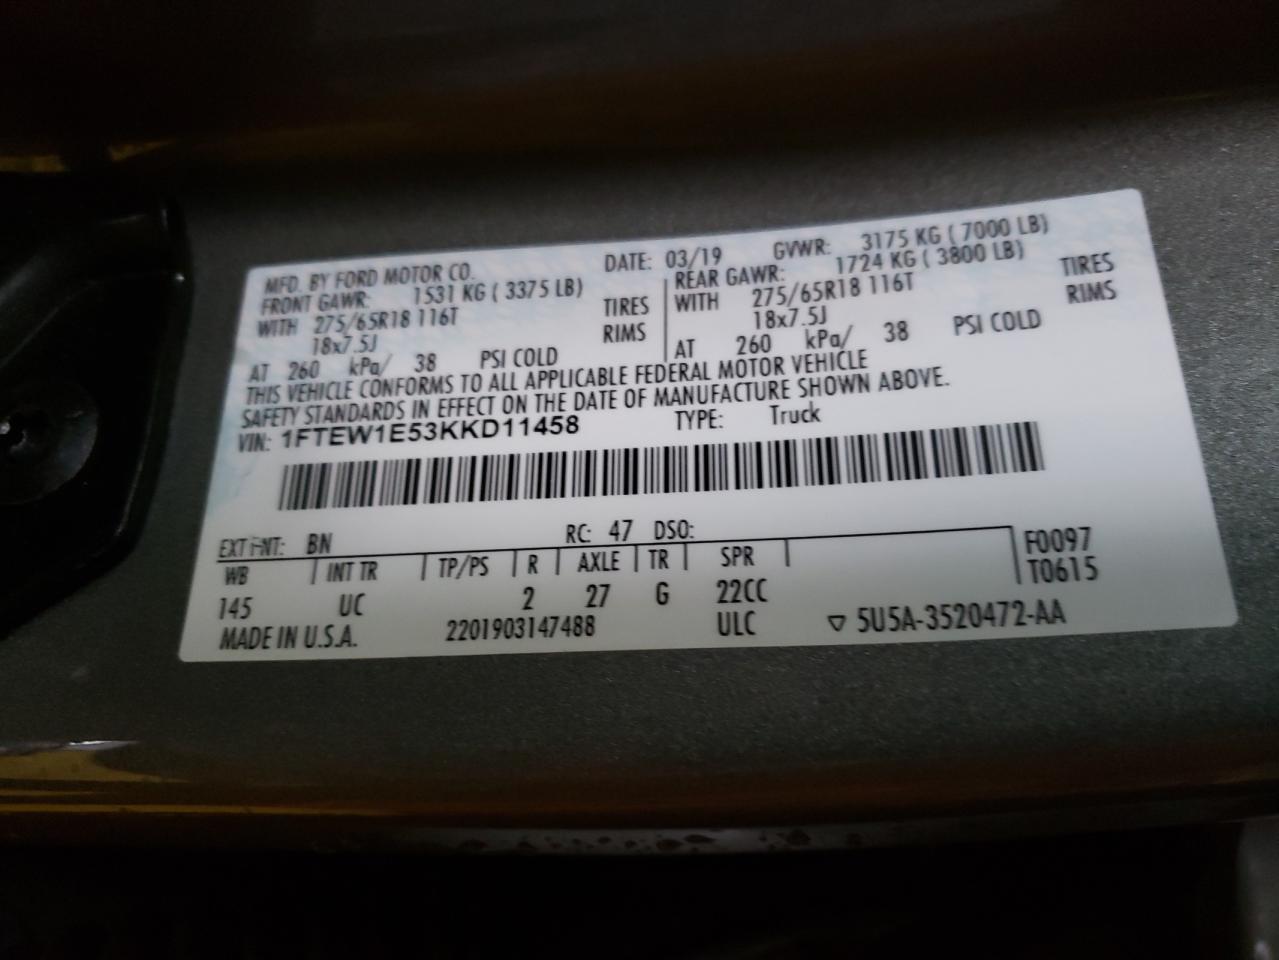 MFD. BY FORD MOTOR CO. DATE: 03/19 GVWR: 3175 KG ( 7000 LB)
FRONT GAWR: 1531 KG ( 3375 LB) REAR GAWR: 1724 KG ( 3800 LB)
WITH 275/65R18 116T TIRES WITH 275/65R18 116T TIRES
18x7.5J RIMS 18x7.5J RIMS
AT 260 kPa/ 38 PSI COLD AT 260 kPa/ 38 PSI COLD
THIS VEHICLE CONFORMS TO ALL APPLICABLE FEDERAL MOTOR VEHICLE
SAFETY STANDARDS IN EFFECT ON THE DATE OF MANUFACTURE SHOWN ABOVE.
VIN: 1FTEW1E53KKD11458 TYPE: Truck
EXT PNT: BN RC: 47 DSO:
WB INT TR TP/PS R AXLE TR SPR F0097
145 UC 2 27 G 22CC T0615
MADE IN U.S.A. 2201903147488 ULC ▽ 5U5A-3520472-AA